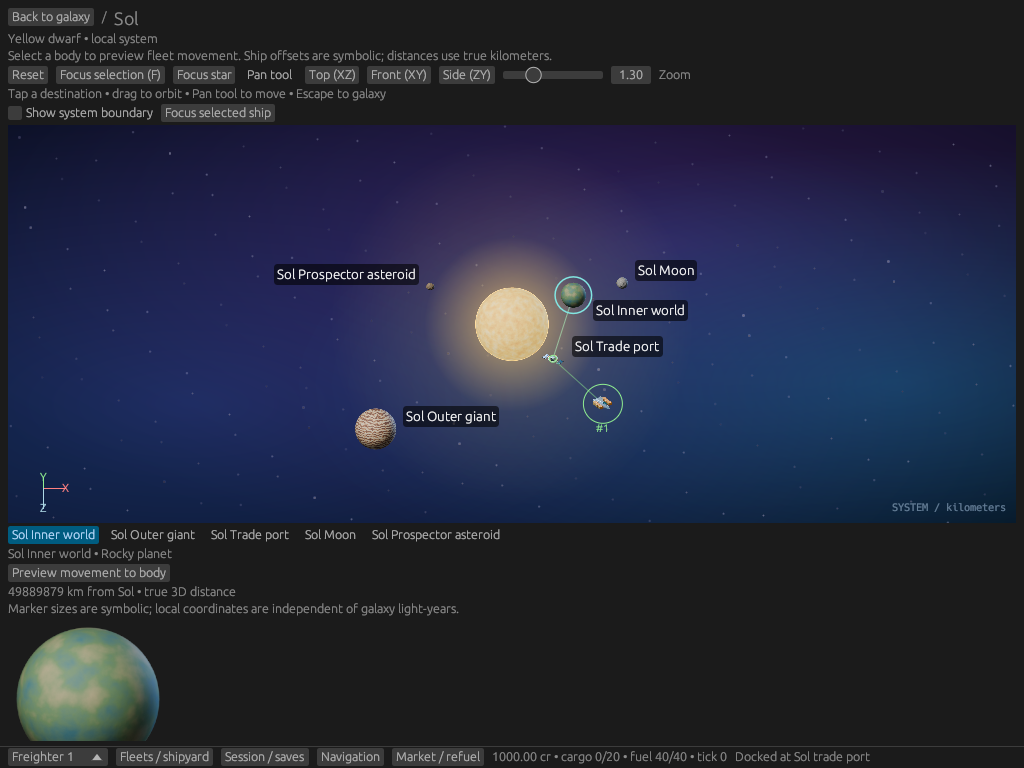 Back to galaxy / Sol
Yellow dwarf • local system
Select a body to preview fleet movement. Ship offsets are symbolic; distances use true kilometers.
Reset Focus selection (F) Focus star Pan tool Top (XZ) Front (XY) Side (ZY) 1.30 Zoom
Tap a destination • drag to orbit • Pan tool to move • Escape to galaxy
Show system boundary Focus selected ship
Sol Prospector asteroid
Sol Moon
Sol Inner world
Sol Trade port
Sol Outer giant
#1
Y
X
Z
SYSTEM / kilometers
Sol Inner world Sol Outer giant Sol Trade port Sol Moon Sol Prospector asteroid
Sol Inner world • Rocky planet
Preview movement to body
49889879 km from Sol • true 3D distance
Marker sizes are symbolic; local coordinates are independent of galaxy light-years.
Freighter 1 Fleets / shipyard Session / saves Navigation Market / refuel 1000.00 cr • cargo 0/20 • fuel 40/40 • tick 0 Docked at Sol trade port